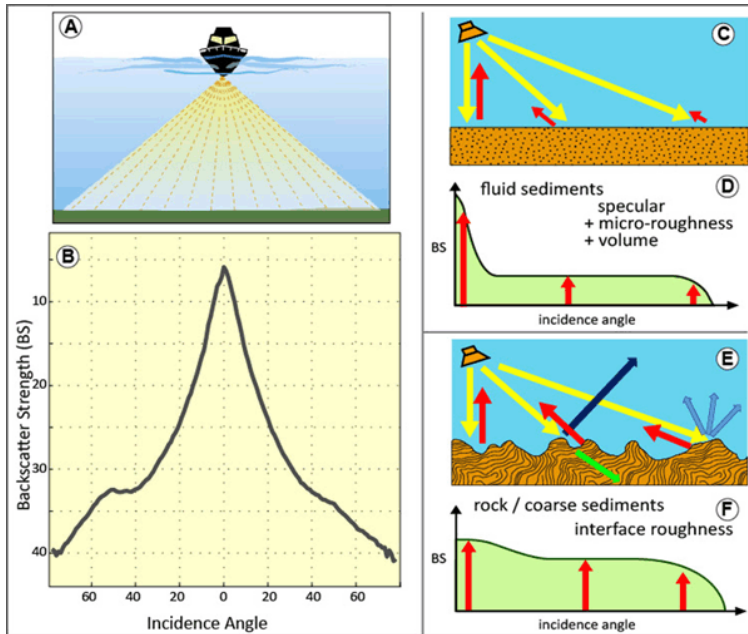 A
B
Backscatter Strength (BS)
10
20
30
40
60 40 20 0 20 40 60
Incidence Angle
C
D
fluid sediments
specular
+ micro-roughness
+ volume
BS
incidence angle
E
F
rock / coarse sediments
interface roughness
BS
incidence angle